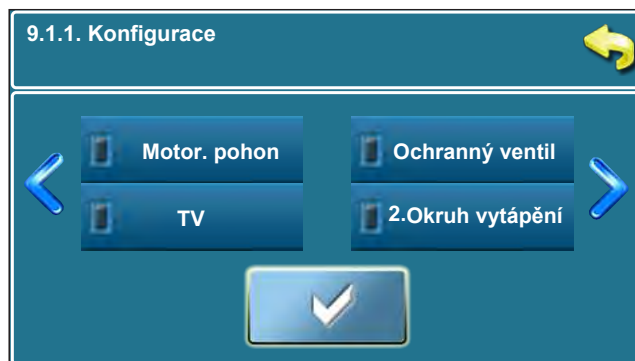 9.1.1. Konfigurace
Motor. pohon
Ochranný ventil
TV
2.Okruh vytápění